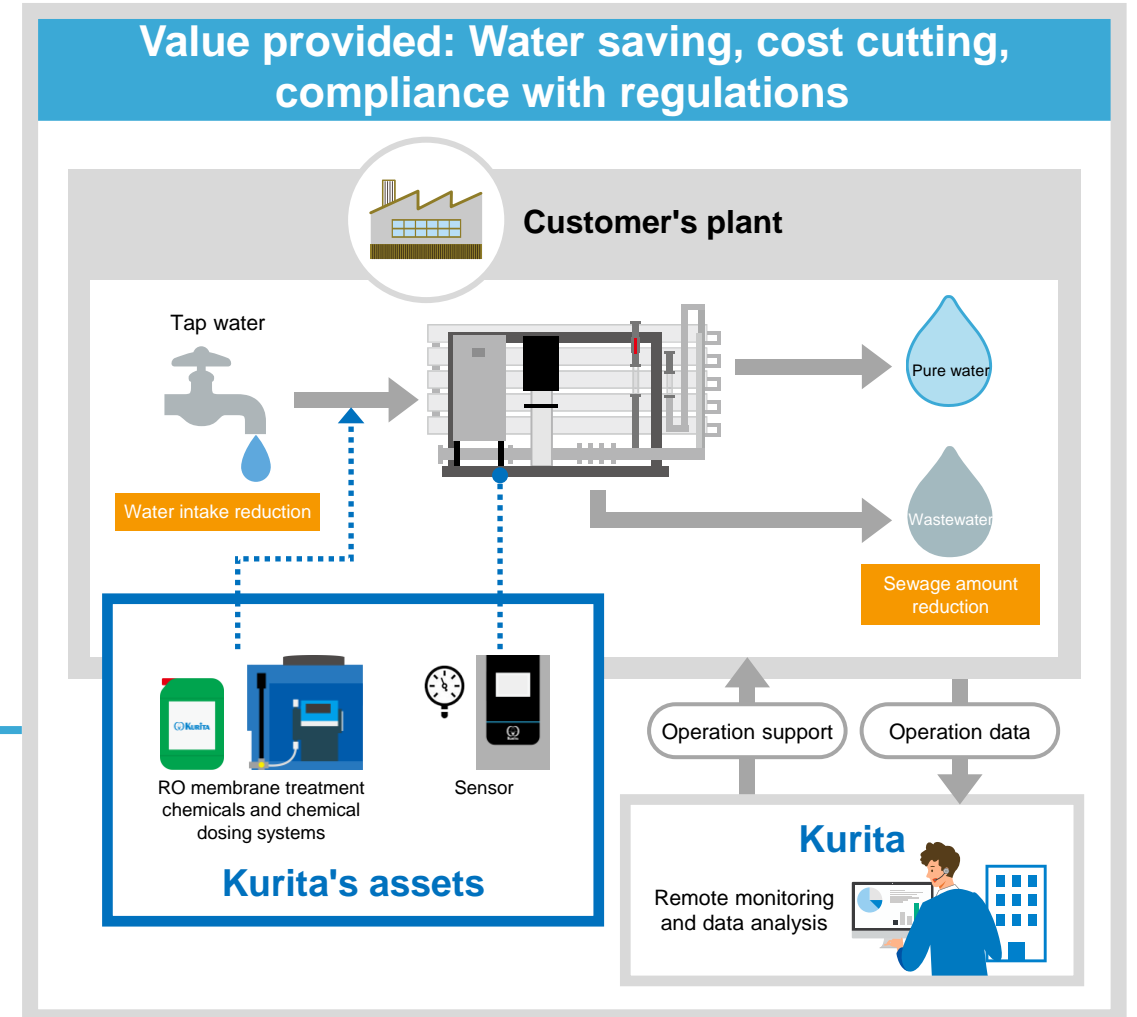 Value provided: Water saving, cost cutting,
compliance with regulations
Customer's plant
Tap water
Water intake reduction
Pure water
Wastewater
Sewage amount
reduction
KURITA
RO membrane treatment
chemicals and chemical
dosing systems
Sensor
Kurita's assets
Operation support
Operation data
Kurita
Remote monitoring
and data analysis